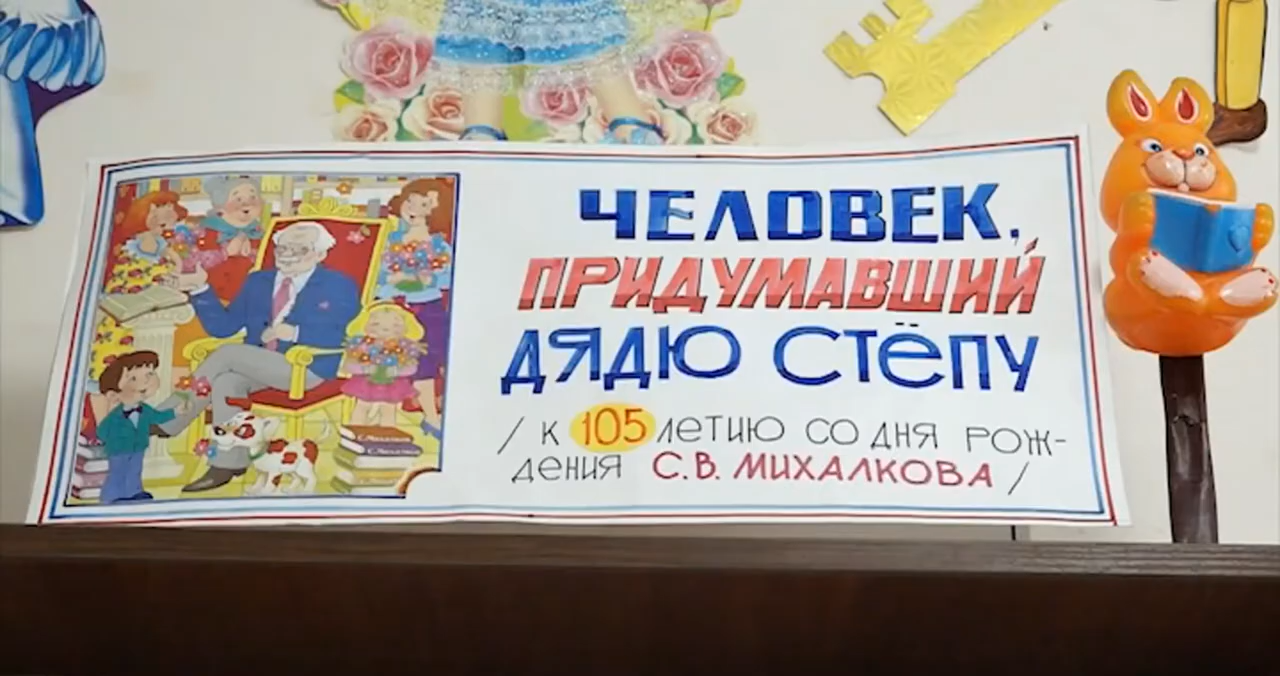 ЧЕЛОВЕК,
ПРИДУМАВШИЙ
ДЯДЮ СТЁПУ
/ К 105 летию со дня рож-
дения С.В. МИХАЛКОВА /